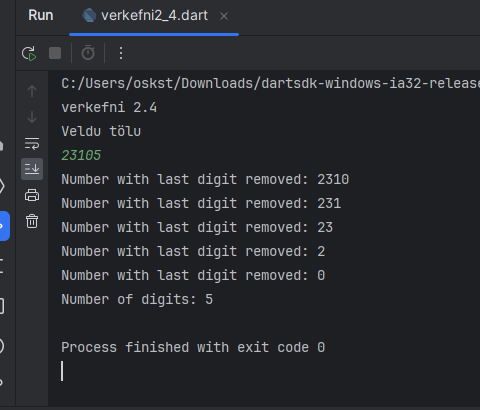 Run
verkefni2_4.dart
C:/Users/oskst/Downloads/dartsdk-windows-ia32-release
verkefni 2.4
Veldu tölu
23105
Number with last digit removed: 2310
Number with last digit removed: 231
Number with last digit removed: 23
Number with last digit removed: 2
Number with last digit removed: 0
Number of digits: 5
Process finished with exit code 0